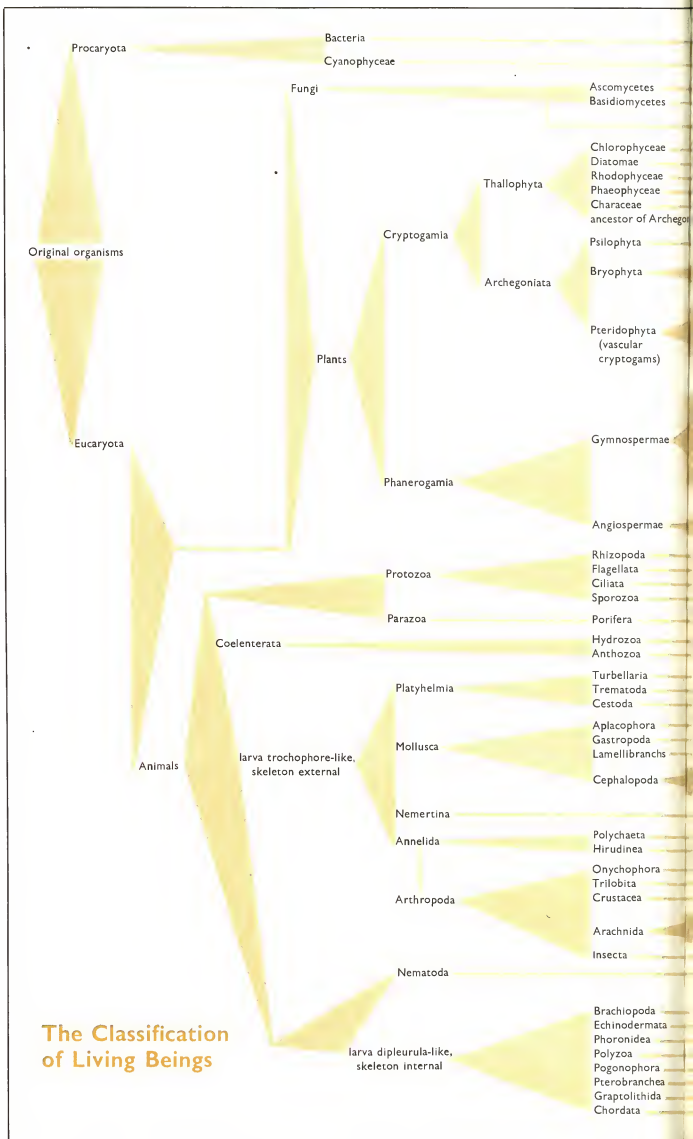 Procaryota
Bacteria
Cyanophyceae
Fungi
Ascomycetes
Basidiomycetes
Chlorophyceae
Diatomae
Rhodophyceae
Phaeophyceae
Characeae
ancestor of Archegon
Thallophyta
Cryptogamia
Archegoniata
Psilophyta
Bryophyta
Pteridophyta
(vascular
cryptogams)
Original organisms
Plants
Eucaryota
Phanerogamia
Gymnospermae
Angiospermae
Protozoa
Rhizopoda
Flagellata
Ciliata
Sporozoa
Parazoa
Porifera
Coelenterata
Hydrozoa
Anthozoa
Platyhelmia
Turbellaria
Trematoda
Cestoda
Animals
larva trochophore-like,
skeleton external
Mollusca
Aplacophora
Gastropoda
Lamellibranchs
Cephalopoda
Nemertina
Annelida
Polychaeta
Hirudinea
Arthropoda
Onychophora
Trilobita
Crustacea
Arachnida
Insecta
Nematoda
larva dipleurula-like,
skeleton internal
Brachiopoda
Echinodermata
Phoronidea
Polyzoa
Pogonophora
Pterobranchea
Graptolithida
Chordata
The Classification
of Living Beings